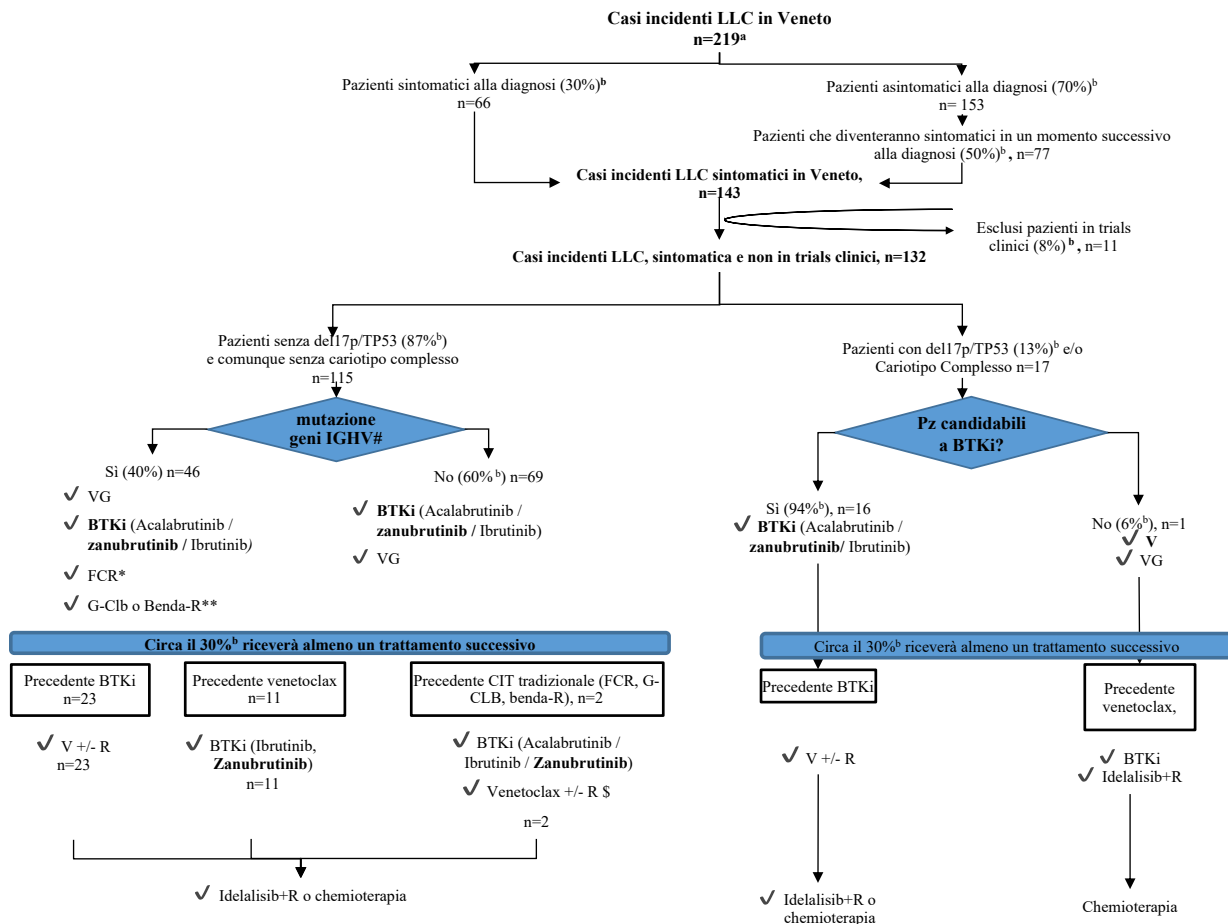 Casi incidenti LLC in Veneto
n=219ᵃ
Pazienti sintomatici alla diagnosi (30%)ᵇ
n=66
Pazienti asintomatici alla diagnosi (70%)ᵇ
n= 153
Pazienti che diventeranno sintomatici in un momento successivo
alla diagnosi (50%)ᵇ, n=77
Casi incidenti LLC sintomatici in Veneto,
n=143
Esclusi pazienti in trials
clinici (8%)ᵇ, n=11
Casi incidenti LLC, sintomatica e non in trials clinici, n=132
Pazienti senza del17p/TP53 (87%ᵇ)
e comunque senza cariotipo complesso
n=115
Pazienti con del17p/TP53 (13%)ᵇ e/o
Cariotipo Complesso n=17
mutazione
geni IGHV#
Pz candidabili
a BTKi?
Sì (40%) n=46
✓ VG
✓ BTKi (Acalabrutinib /
zanubrutinib / Ibrutinib)
✓ FCR*
✓ G-Clb o Benda-R**
No (60%ᵇ) n=69
✓ BTKi (Acalabrutinib /
zanubrutinib / Ibrutinib)
✓ VG
Sì (94%ᵇ), n=16
✓ BTKi (Acalabrutinib /
zanubrutinib/ Ibrutinib)
No (6%ᵇ), n=1
✓ V
✓ VG
Circa il 30%ᵇ riceverà almeno un trattamento successivo
Circa il 30%ᵇ riceverà almeno un trattamento successivo
Precedente BTKi
n=23
Precedente venetoclax
n=11
Precedente CIT tradizionale (FCR, G-
CLB, benda-R), n=2
Precedente BTKi
Precedente
venetoclax,
✓ V +/- R
n=23
✓ BTKi (Ibrutinib,
Zanubrutinib)
n=11
✓ BTKi (Acalabrutinib /
Ibrutinib / Zanubrutinib)
✓ Venetoclax +/- R $
n=2
✓ V +/- R
✓ BTKi
✓ Idelalisib+R
✓ Idelalisib+R o chemioterapia
✓ Idelalisib+R o
chemioterapia
Chemioterapia